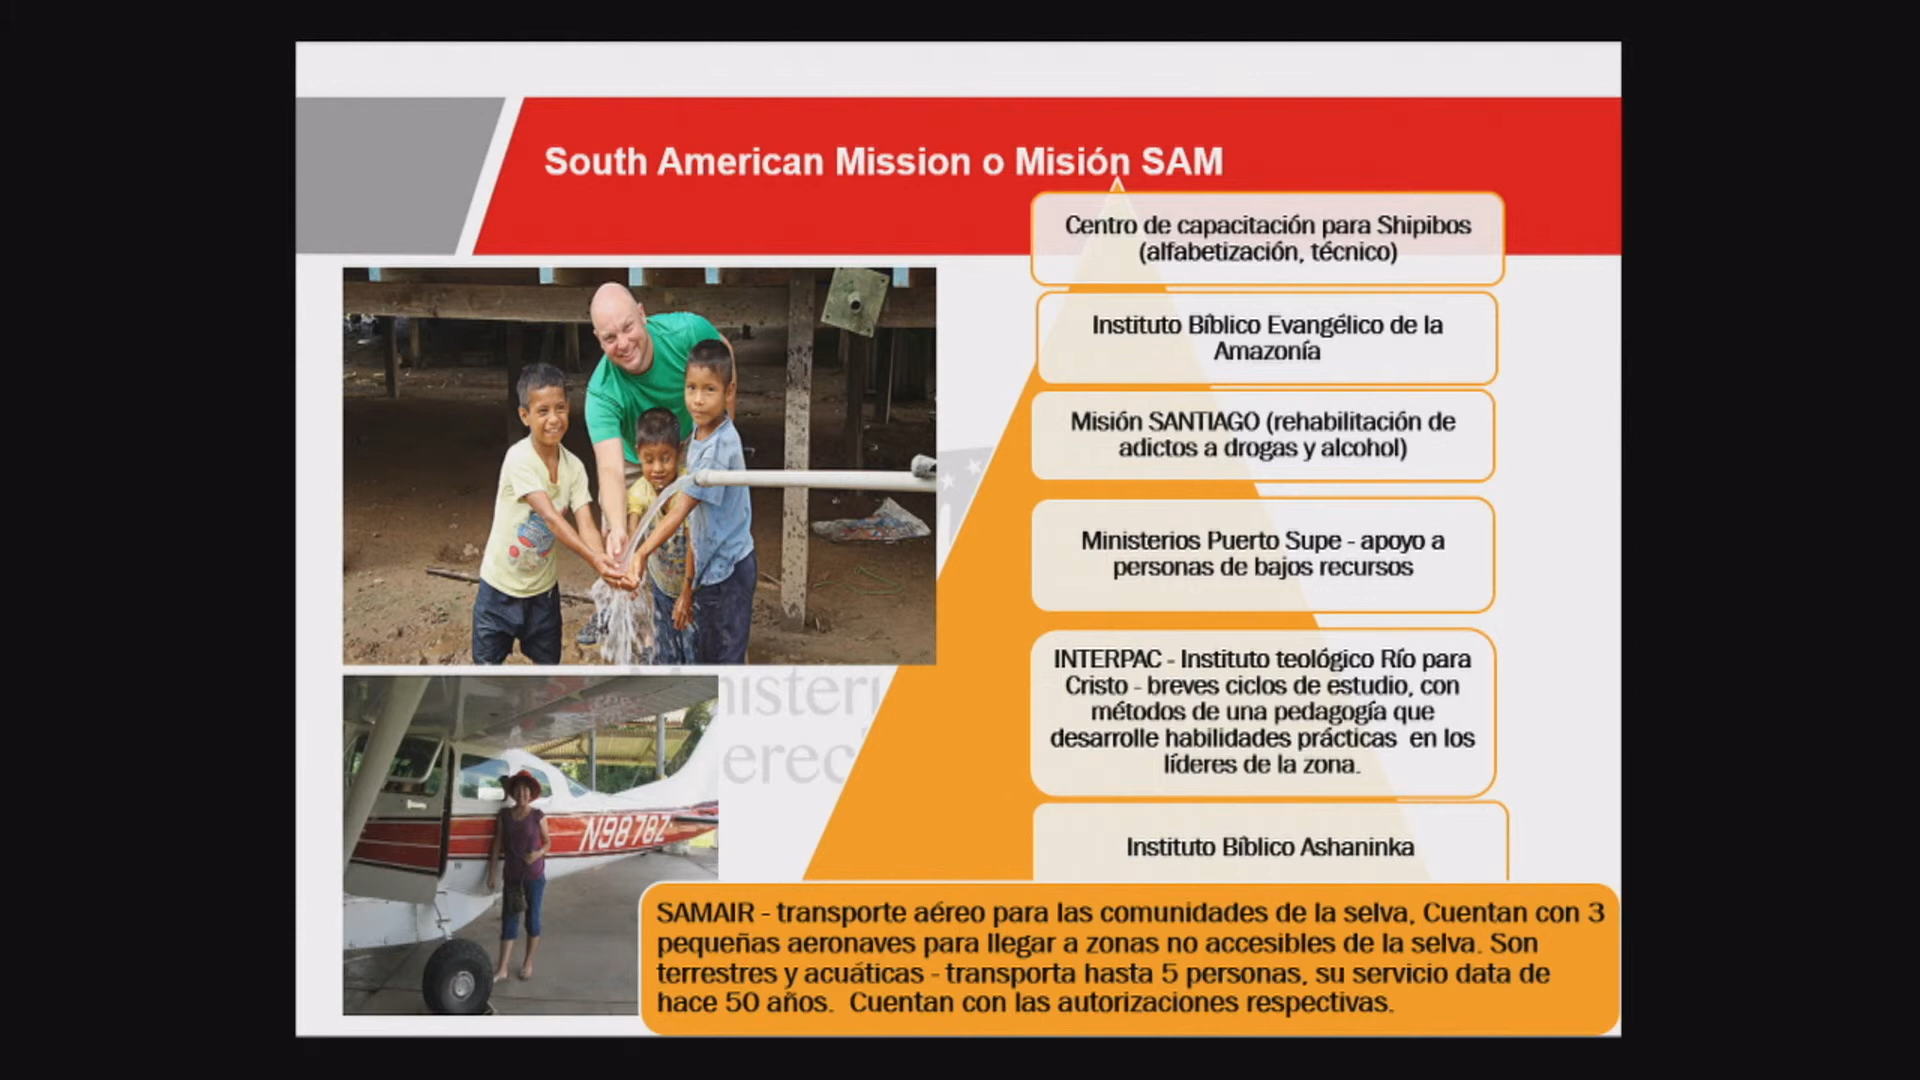 South American Mission o Misión SAM
Centro de capacitación para Shipibos
(alfabetización, técnico)
Instituto Bíblico Evangélico de la
Amazonía
Misión SANTIAGO (rehabilitación de
adictos a drogas y alcohol)
Ministerios Puerto Supe - apoyo a
personas de bajos recursos
INTERPAC - Instituto teológico Río para
Cristo - breves ciclos de estudio, con
métodos de una pedagogía que
desarrolle habilidades prácticas en los
líderes de la zona.
Instituto Bíblico Ashaninka
N9878Z
SAMAIR - transporte aéreo para las comunidades de la selva, Cuentan con 3
pequeñas aeronaves para llegar a zonas no accesibles de la selva. Son
terrestres y acuáticas - transporta hasta 5 personas, su servicio data de
hace 50 años. Cuentan con las autorizaciones respectivas.